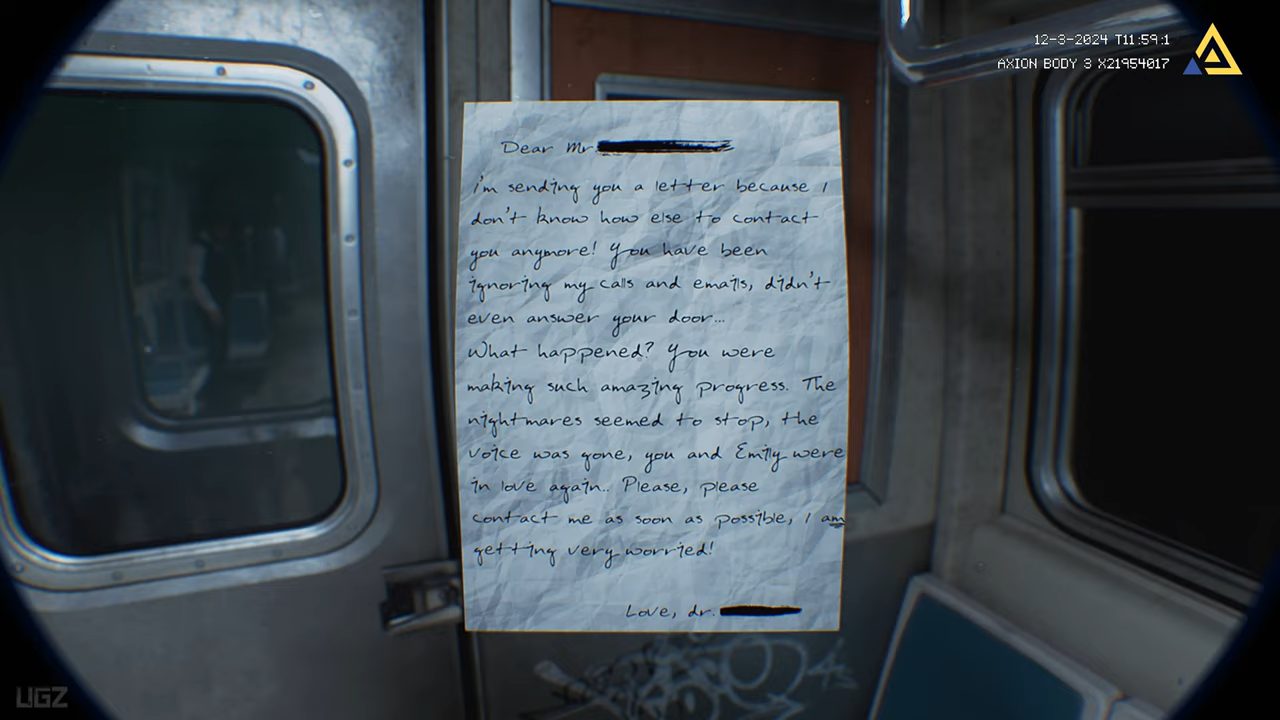 12-3-2024 T11:59:1
AXION BODY 3 X21954017
Dear Mr.
i'm sending you a letter because I
don't know how else to contact
you anymore! You have been
ignoring my calls and emails, didn't
even answer your door...
What happened? You were
making such amazing progress. The
nightmares seemed to stop, the
voice was gone, you and Emily were
in love again.. Please, please
contact me as soon as possible, I am
getting very worried!
Love, dr.
UGZ